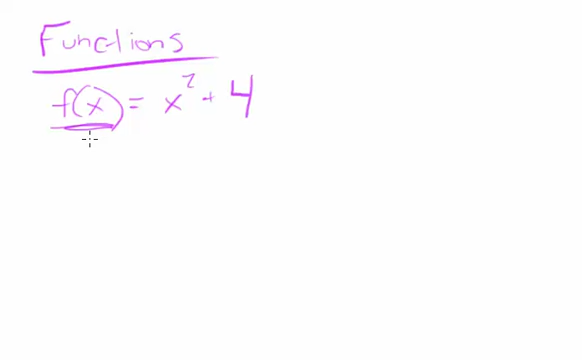 Functions
f(x) = x² + 4